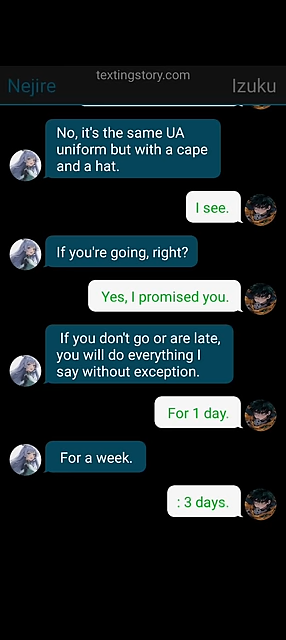 textingstory.com
Nejire
Izuku
No, it's the same UA
uniform but with a cape
and a hat.
I see.
If you're going, right?
Yes, I promised you.
If you don't go or are late,
you will do everything I
say without exception.
For 1 day.
For a week.
: 3 days.